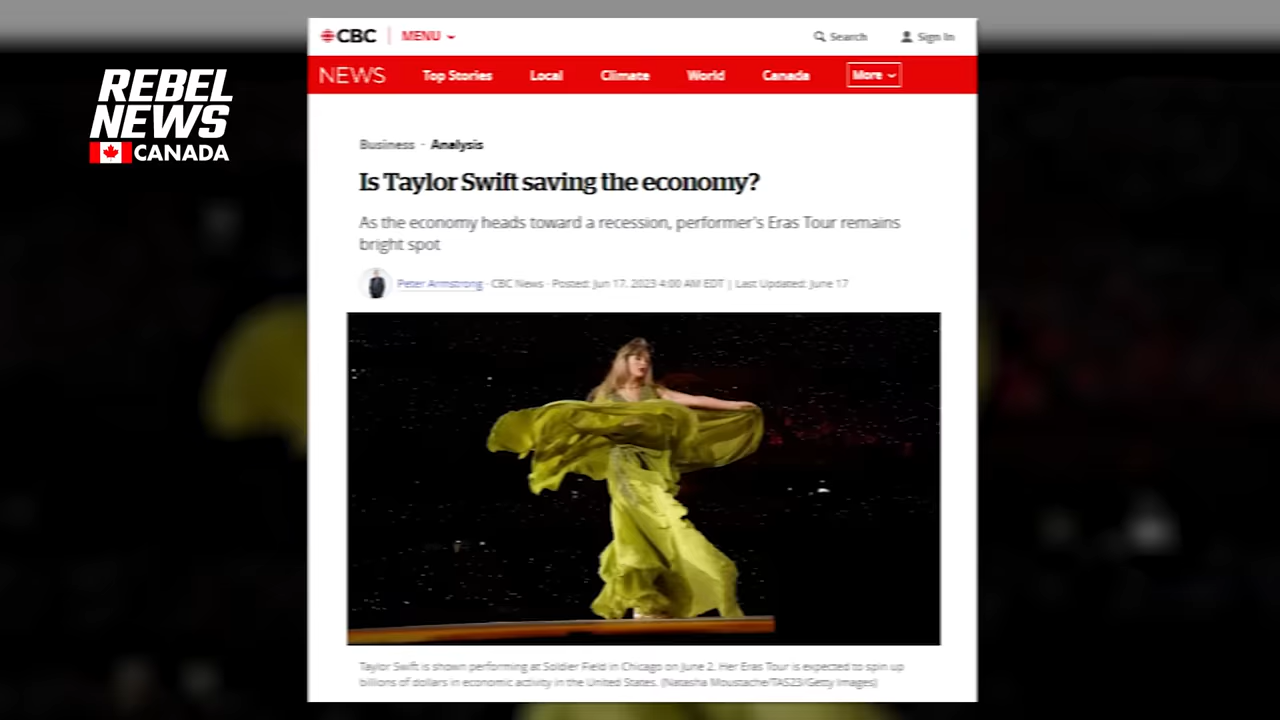 REBEL
NEWS
CANADA
CBC MENU Search Sign In
NEWS Top Stories Local Climate World Canada More
Business · Analysis
Is Taylor Swift saving the economy?
As the economy heads toward a recession, performer's Eras Tour remains
bright spot
Peter Armstrong · CBC News · Posted: Jun 17, 2023 4:00 AM EDT | Last Updated: June 17
Taylor Swift is shown performing at Soldier Field in Chicago on June 2. Her Eras Tour is expected to spin up
billions of dollars in economic activity in the United States. (Natasha Moustache/TAS23/Getty Images)